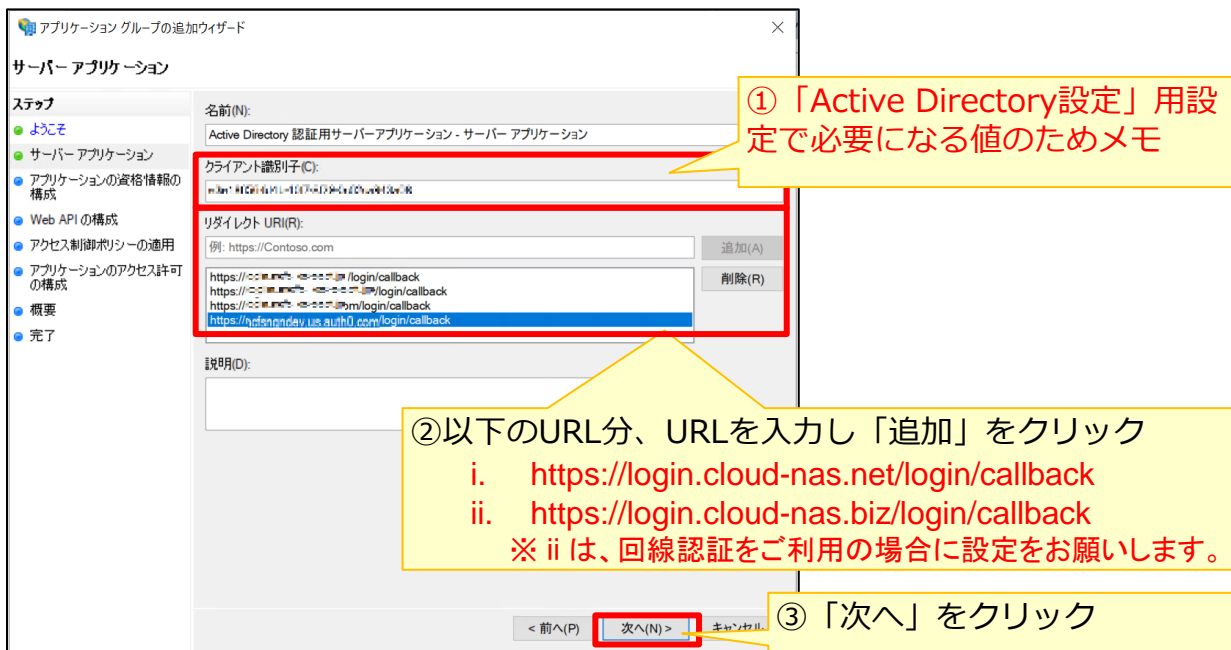 アプリケーション グループの追加ウィザード
サーバー アプリケーション
ステップ
ようこそ
サーバー アプリケーション
アプリケーションの資格情報の
構成
Web API の構成
アクセス制御ポリシーの適用
アプリケーションのアクセス許可
の構成
概要
完了
名前(N):
Active Directory 認証用サーバーアプリケーション - サーバー アプリケーション
クライアント識別子(C):
リダイレクト URI(R):
例: https://Contoso.com
追加(A)
https:// /login/callback
https:// /login/callback
https:// om/login/callback
https:// .us.auth0.com/login/callback
削除(R)
説明(D):
< 前へ(P)
次へ(N) >
キャンセル
①「Active Directory設定」用設
定で必要になる値のためメモ
②以下のURL分、URLを入力し「追加」をクリック
i. https://login.cloud-nas.net/login/callback
ii. https://login.cloud-nas.biz/login/callback
※ ii は、回線認証をご利用の場合に設定をお願いします。
③「次へ」をクリック